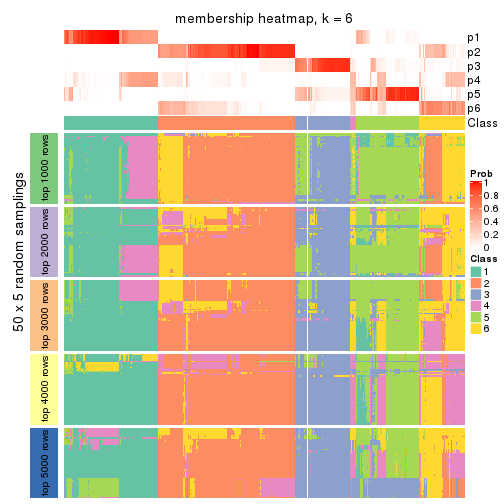 membership heatmap, k = 6
p1
p2
p3
p4
p5
p6
Class
50 x 5 random samplings
top 1000 rows
top 2000 rows
top 3000 rows
top 4000 rows
top 5000 rows
Prob
1
0.8
0.6
0.4
0.2
0
Class
1
2
3
4
5
6